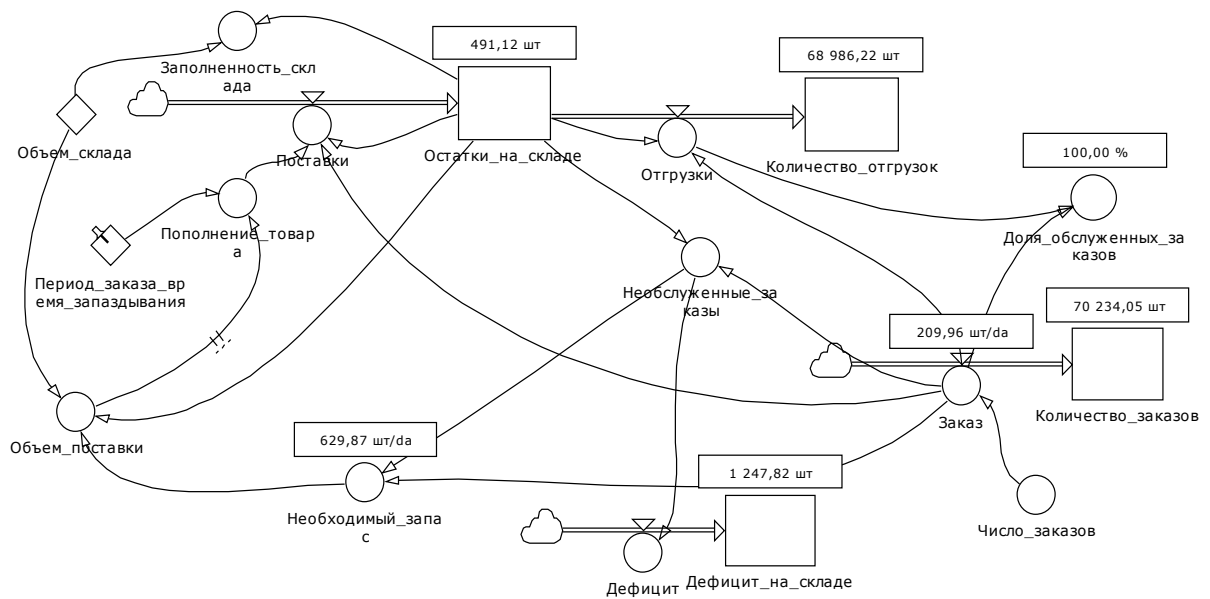 491,12 шт
68 986,22 шт
Заполненность_скл
ада
Объем_склада
Поставки
Остатки_на_складе
Отгрузки
Количество_отгрузок
100,00 %
Доля_обслуженных_за
казов
Пополнение_товар
а
Период_заказа_вр
емя_запаздывания
Необслуженные_за
казы
70 234,05 шт
209,96 шт/da
Количество_заказов
Заказ
Объем_поставки
629,87 шт/da
1 247,82 шт
Необходимый_запа
с
Число_заказов
Дефицит
Дефицит_на_складе